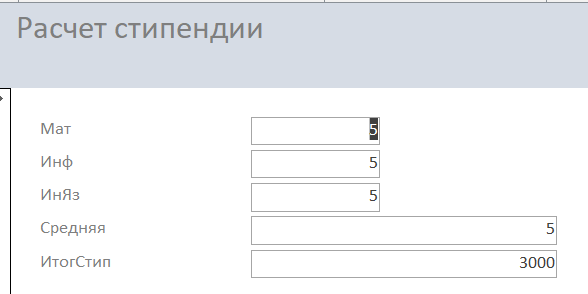 Расчет стипендии
Мат 5
Инф 5
ИнЯз 5
Средняя 5
ИтогСтип 3000